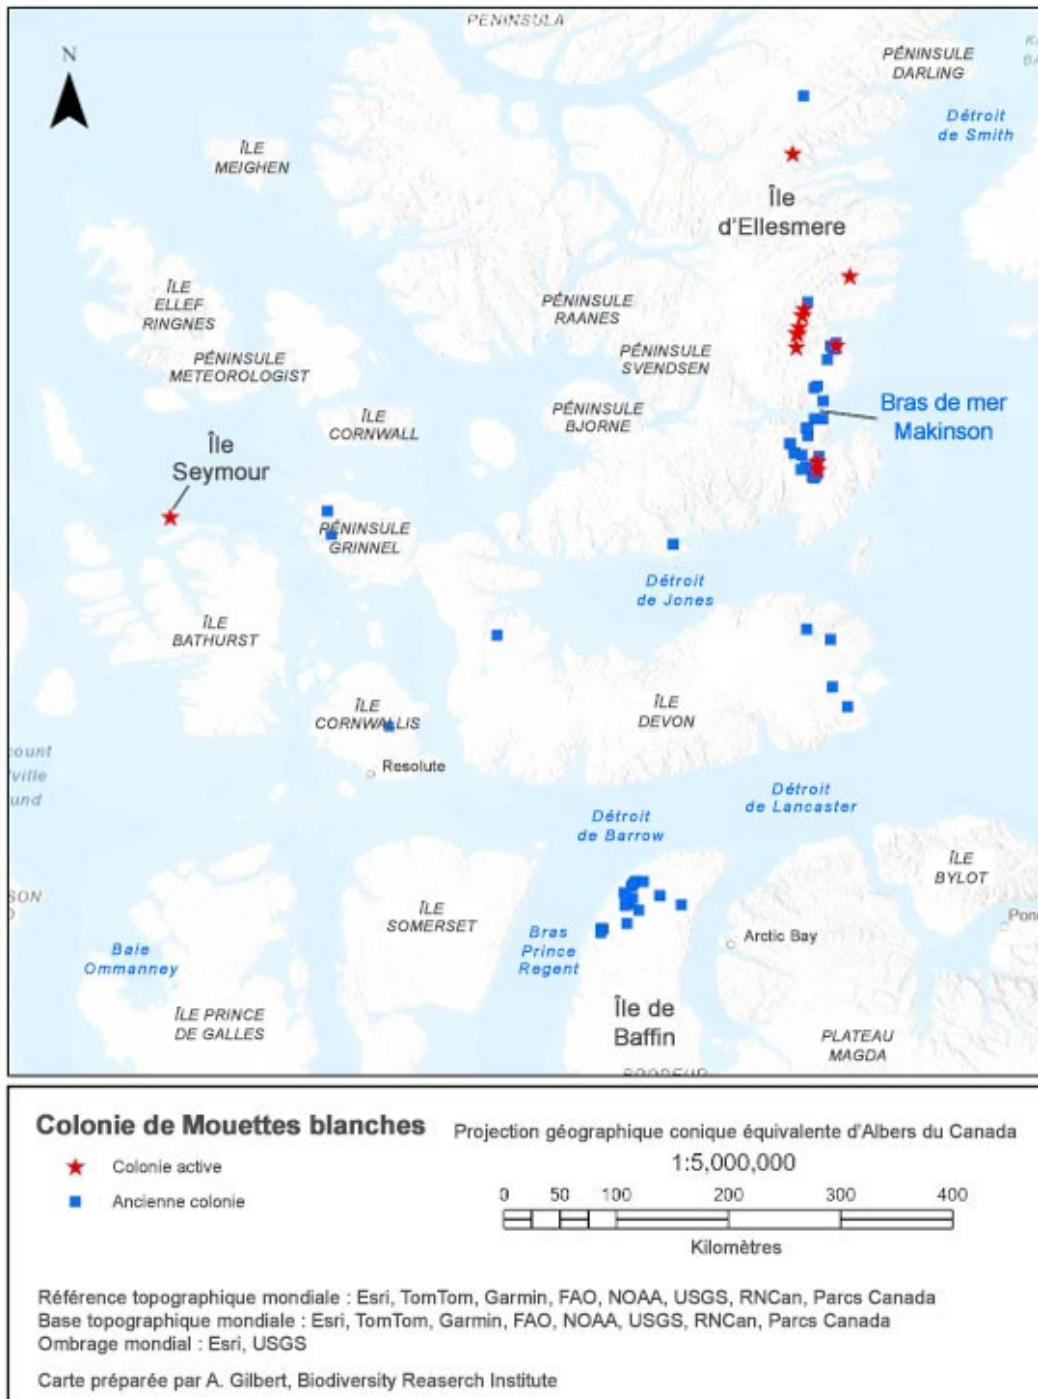 PENINSULA
PÉNINSULE
DARLING
N
Détroit
de Smith
ÎLE
MEIGHEN
Île
d'Ellesmere
ÎLE
ELLEF
RINGNES
PÉNINSULE
RAANES
PÉNINSULE
METEOROLOGIST
PÉNINSULE
SVENDSEN
ÎLE
CORNWALL
PÉNINSULE
BJORNE
Bras de mer
Makinson
Île
Seymour
PÉNINSULE
GRINNEL
Détroit
de Jones
ÎLE
BATHURST
ÎLE
CORNWALLIS
ÎLE
DEVON
Resolute
Détroit
de Lancaster
Détroit
de Barrow
ÎLE
BYLOT
ÎLE
SOMERSET
Arctic Bay
Baie
Ommanney
Bras
Prince
Regent
ÎLE PRINCE
DE GALLES
Île de
Baffin
PLATEAU
MAGDA
Colonie de Mouettes blanches
Colonie active
Ancienne colonie
Projection géographique conique équivalente d'Albers du Canada
1:5,000,000
0 50 100 200 300 400
Kilomètres
Référence topographique mondiale : Esri, TomTom, Garmin, FAO, NOAA, USGS, RNCan, Parcs Canada
Base topographique mondiale : Esri, TomTom, Garmin, FAO, NOAA, USGS, RNCan, Parcs Canada
Ombrage mondial : Esri, USGS
Carte préparée par A. Gilbert, Biodiversity Reaserch Institute